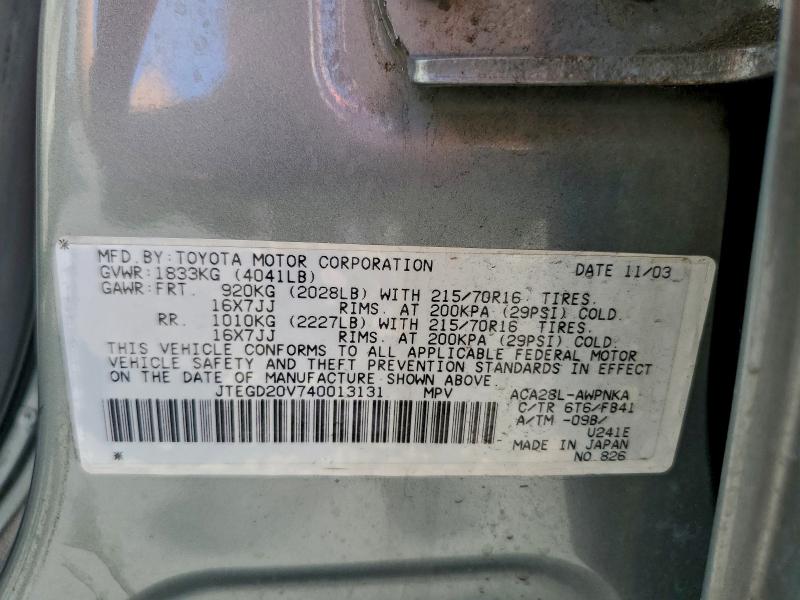 MFD.BY:TOYOTA MOTOR CORPORATION DATE 11/03
GVWR:1833KG (4041LB)
GAWR:FRT. 920KG (2028LB) WITH 215/70R16 TIRES.
16X7JJ RIMS. AT 200KPA (29PSI) COLD.
RR. 1010KG (2227LB) WITH 215/70R16 TIRES.
16X7JJ RIMS. AT 200KPA (29PSI) COLD.
THIS VEHICLE CONFORMS TO ALL APPLICABLE FEDERAL MOTOR
VEHICLE SAFETY AND THEFT PREVENTION STANDARDS IN EFFECT
ON THE DATE OF MANUFACTURE SHOWN ABOVE.
JTEGD20V740013131 MPV ACA28L-AWPNKA
C/TR 6T6/FB41
A/TM -09B/
U241E
MADE IN JAPAN
NO.826